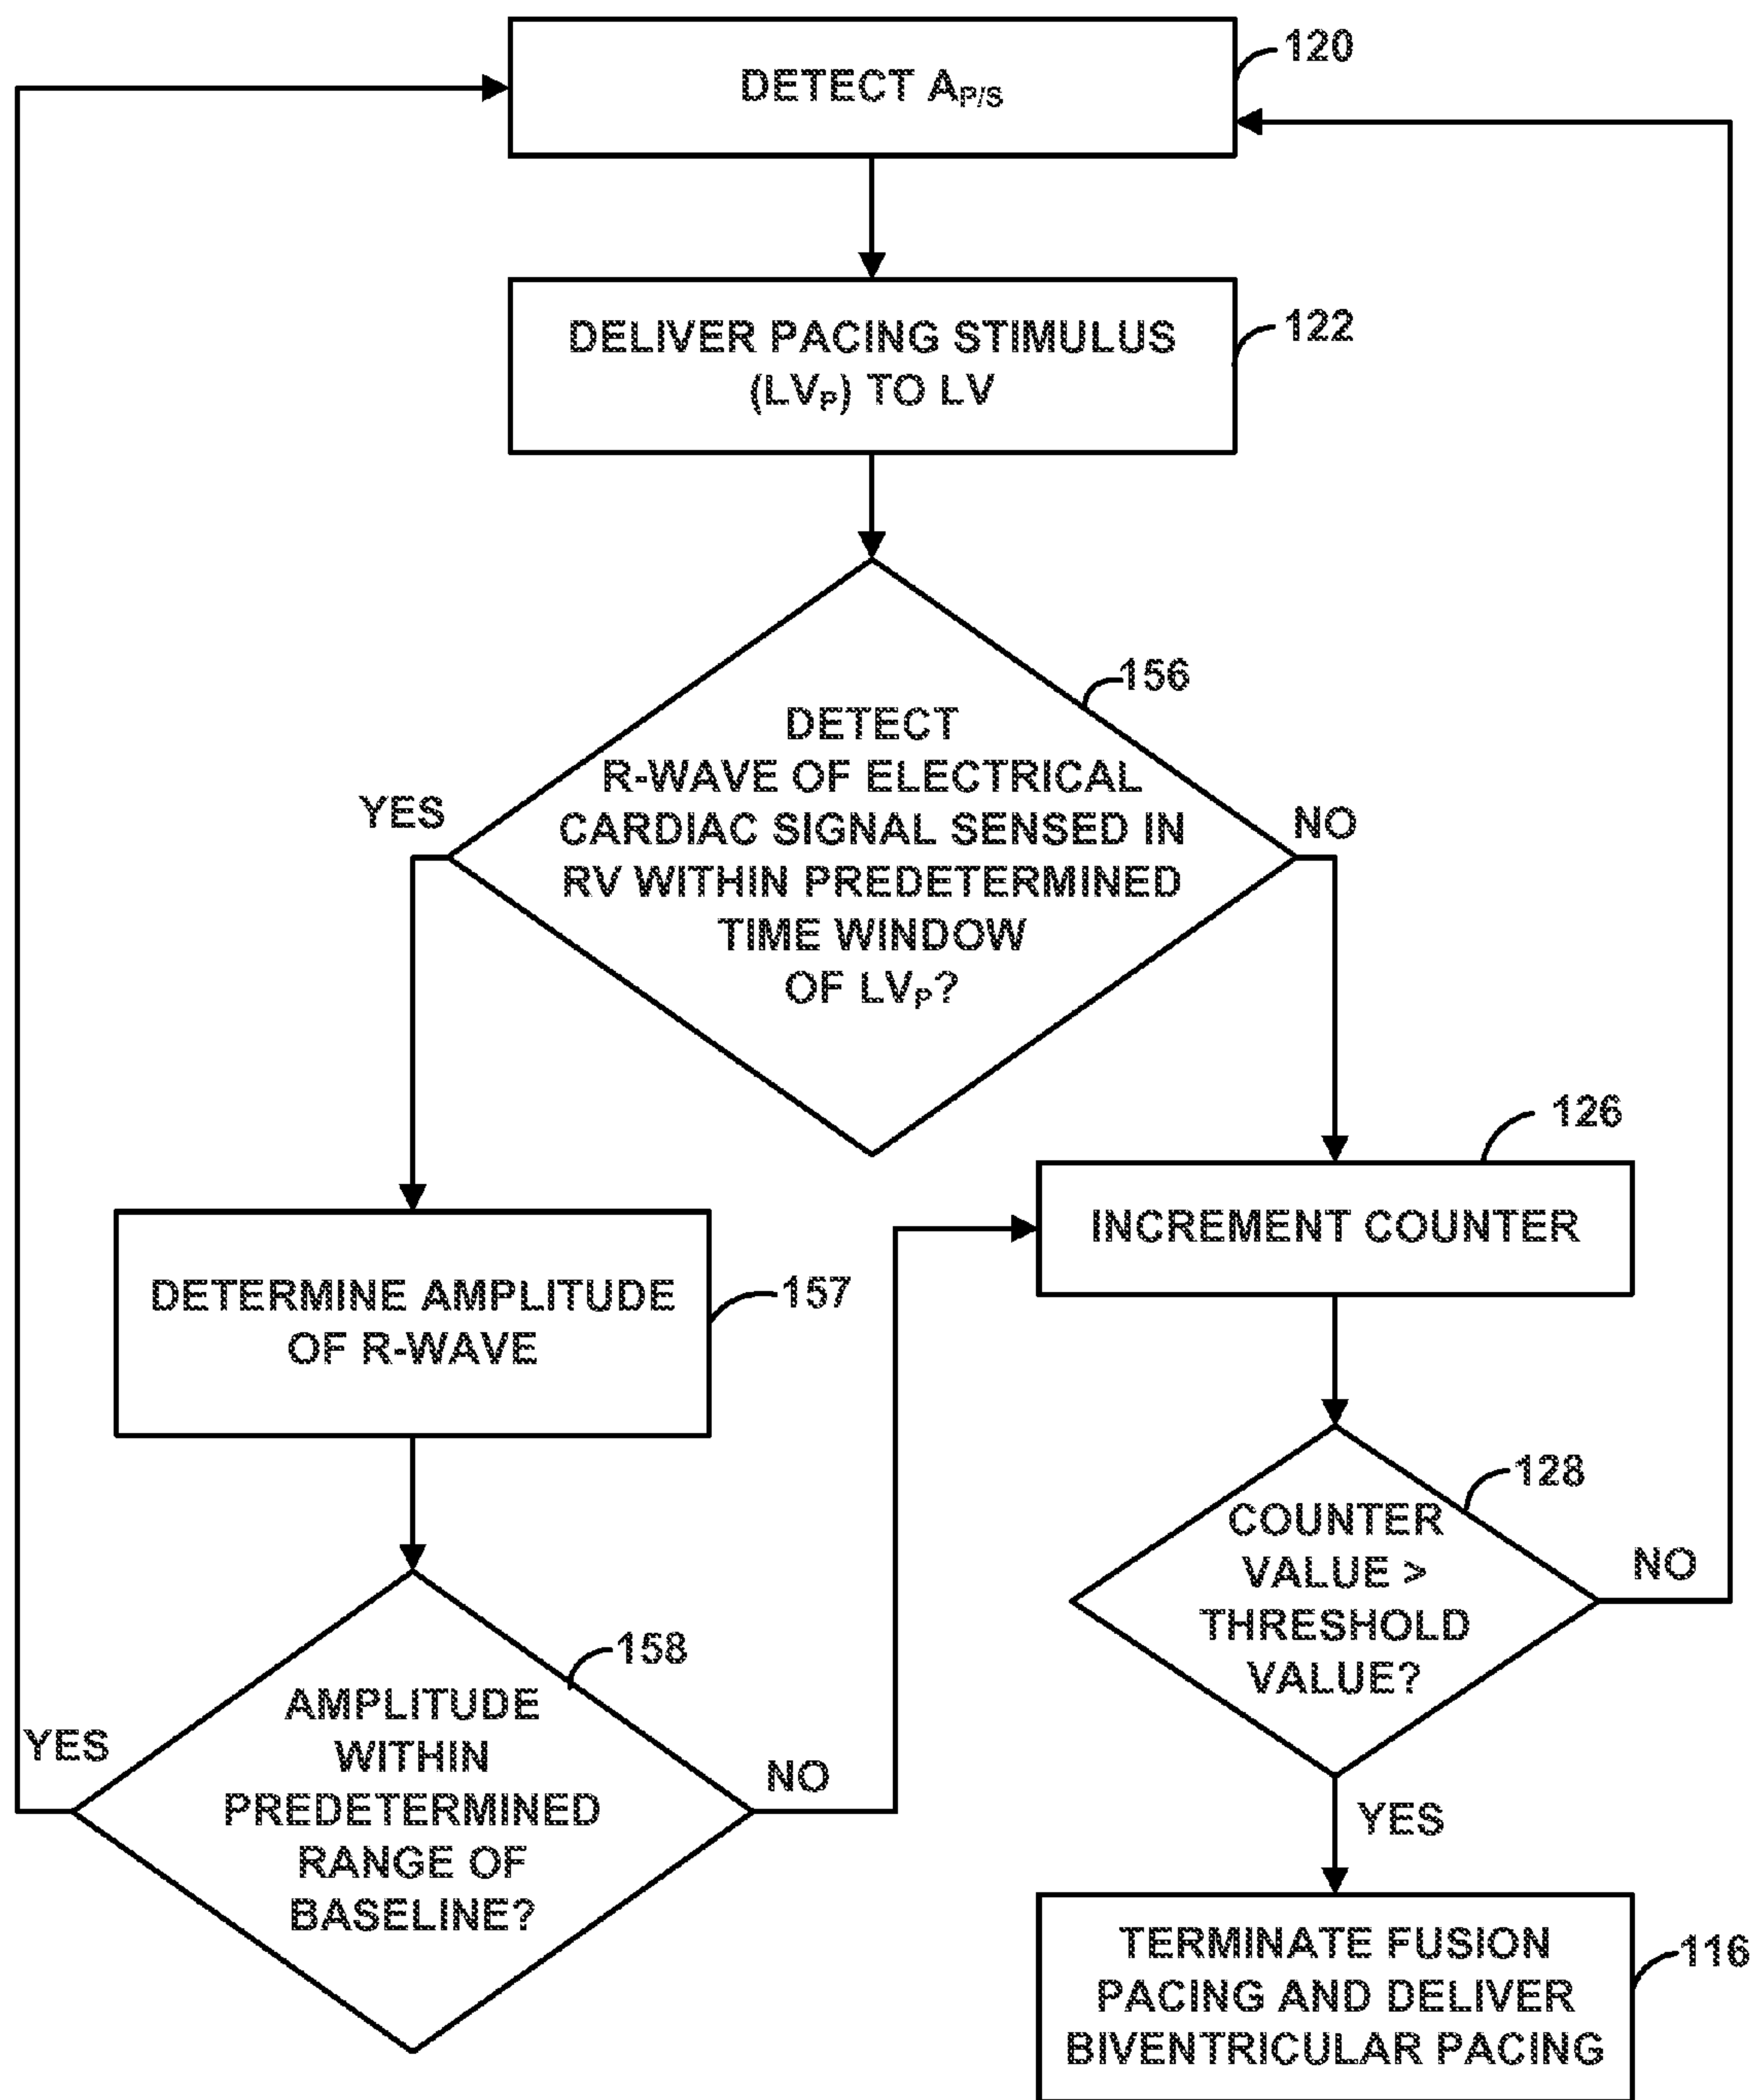 DETECT AP/S
120
DELIVER PACING STIMULUS
(LVP) TO LV
122
156
DETECT
R-WAVE OF ELECTRICAL
CARDIAC SIGNAL SENSED IN
RV WITHIN PREDETERMINED
TIME WINDOW
OF LVP?
YES
NO
126
INCREMENT COUNTER
DETERMINE AMPLITUDE
OF R-WAVE
157
128
COUNTER
VALUE >
THRESHOLD
VALUE?
NO
YES
158
AMPLITUDE
WITHIN
PREDETERMINED
RANGE OF
BASELINE?
YES
NO
TERMINATE FUSION
PACING AND DELIVER
BIVENTRICULAR PACING
116